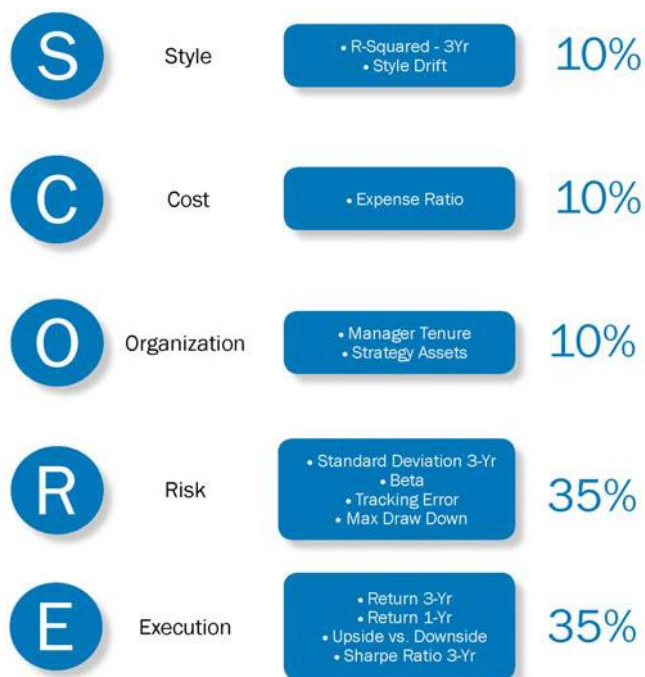 S
Style
• R-Squared - 3Yr
• Style Drift
10%
C
Cost
• Expense Ratio
10%
O
Organization
• Manager Tenure
• Strategy Assets
10%
R
Risk
• Standard Deviation 3-Yr
• Beta
• Tracking Error
• Max Draw Down
35%
E
Execution
• Return 3-Yr
• Return 1-Yr
• Upside vs. Downside
• Sharpe Ratio 3-Yr
35%